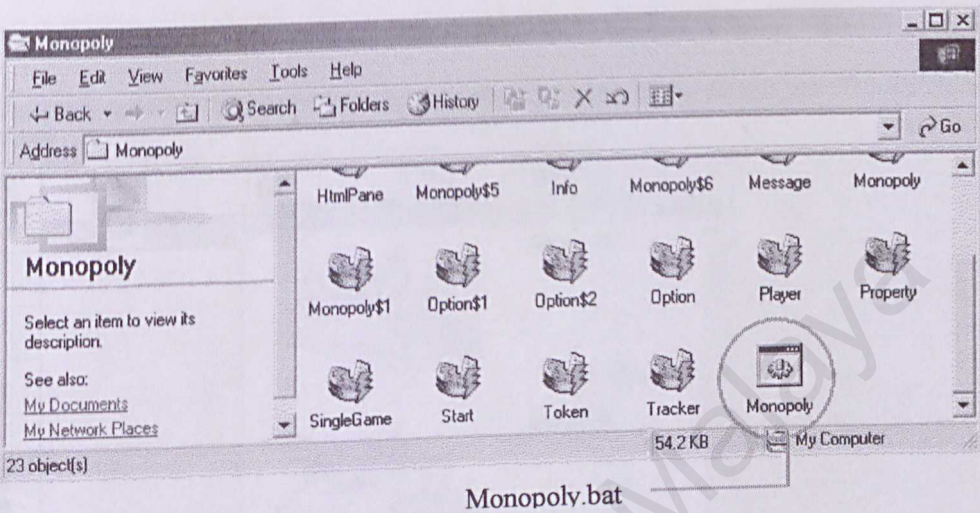 Monopoly
File Edit View Favorites Tools Help
Back Search Folders History
Address Monopoly Go
HtmlPane Monopoly$5 Info Monopoly$6 Message Monopoly
Monopoly
Monopoly$1 Option$1 Option$2 Option Player Property
Select an item to view its
description.
See also:
My Documents
My Network Places
SingleGame Start Token Tracker Monopoly
23 object(s) 54.2 KB My Computer
Monopoly.bat
Malaya